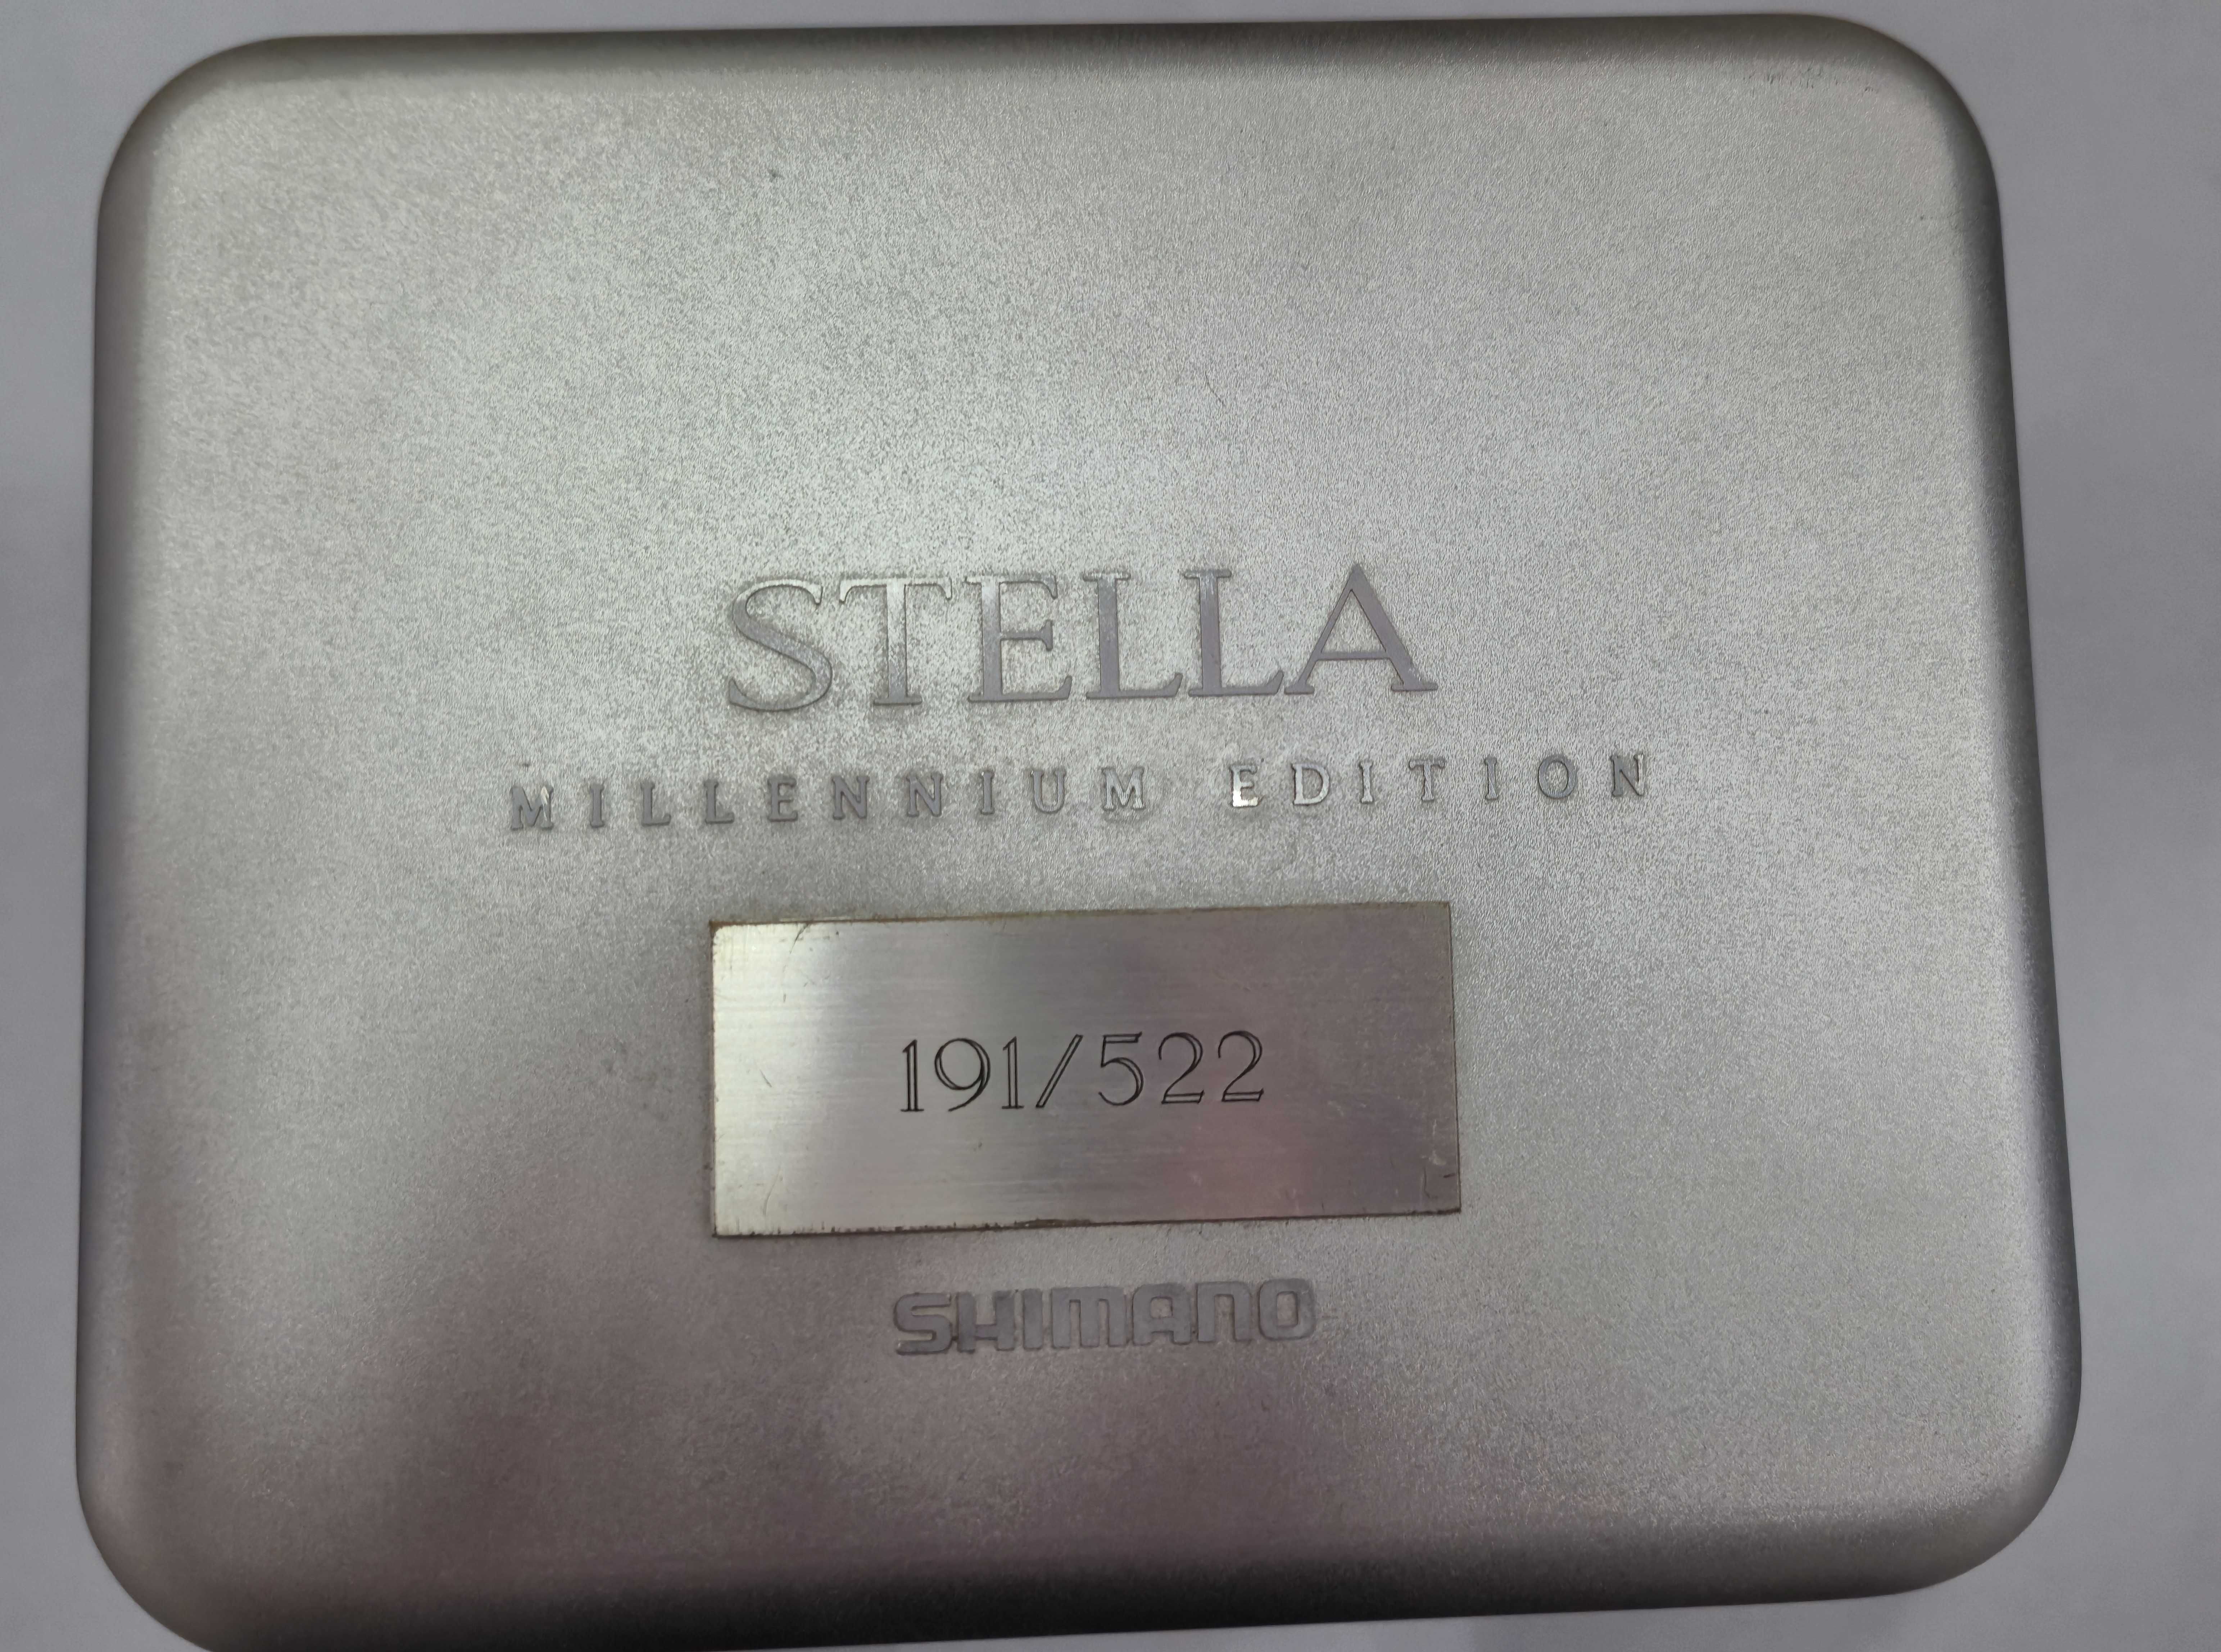 STELLA
MILLENNIUM EDITION
191/522
SHIMANO